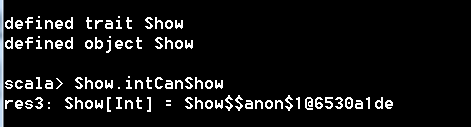 defined trait Show
defined object Show
scala> Show.intCanShow
res3: Show[Int] = Show$$anon$1@6530a1de